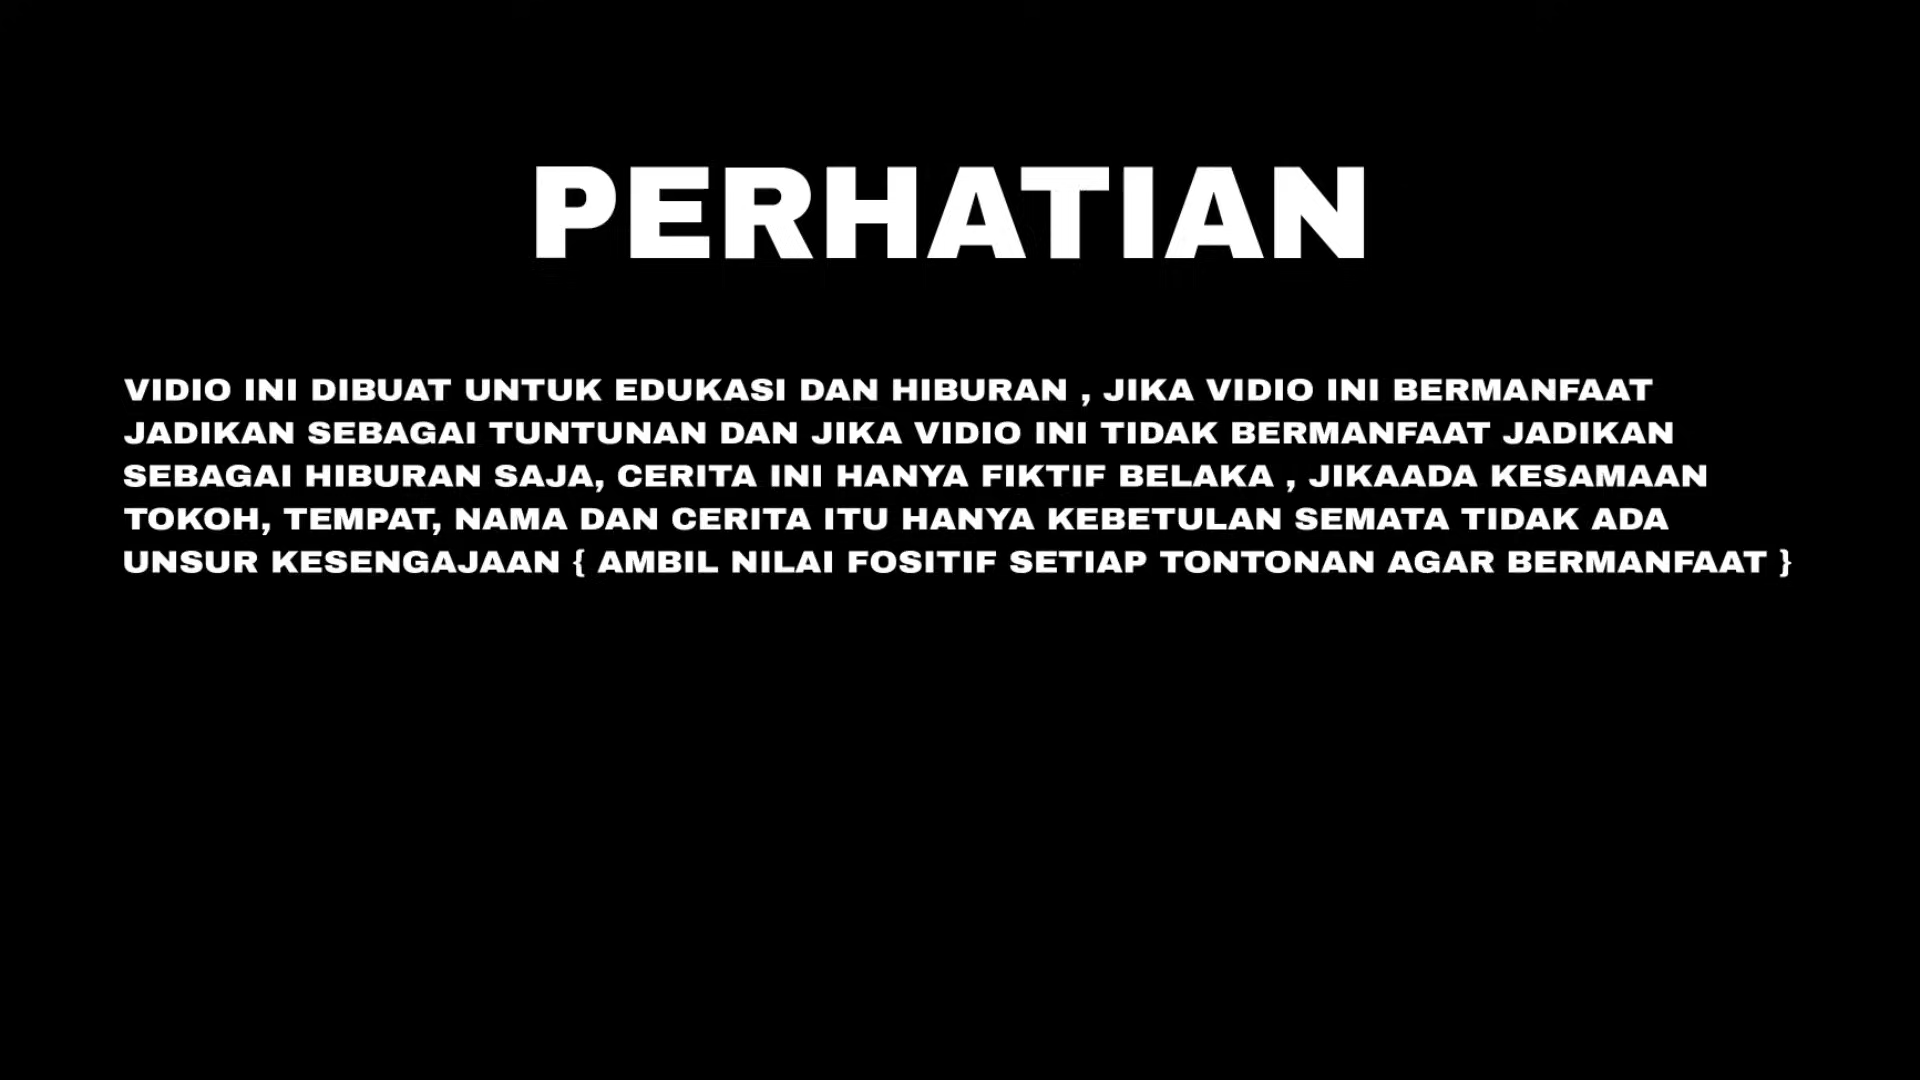 PERHATIAN
VIDIO INI DIBUAT UNTUK EDUKASI DAN HIBURAN , JIKA VIDIO INI BERMANFAAT
JADIKAN SEBAGAI TUNTUNAN DAN JIKA VIDIO INI TIDAK BERMANFAAT JADIKAN
SEBAGAI HIBURAN SAJA, CERITA INI HANYA FIKTIF BELAKA , JIKAADA KESAMAAN
TOKOH, TEMPAT, NAMA DAN CERITA ITU HANYA KEBETULAN SEMATA TIDAK ADA
UNSUR KESENGAJAAN { AMBIL NILAI FOSITIF SETIAP TONTONAN AGAR BERMANFAAT }